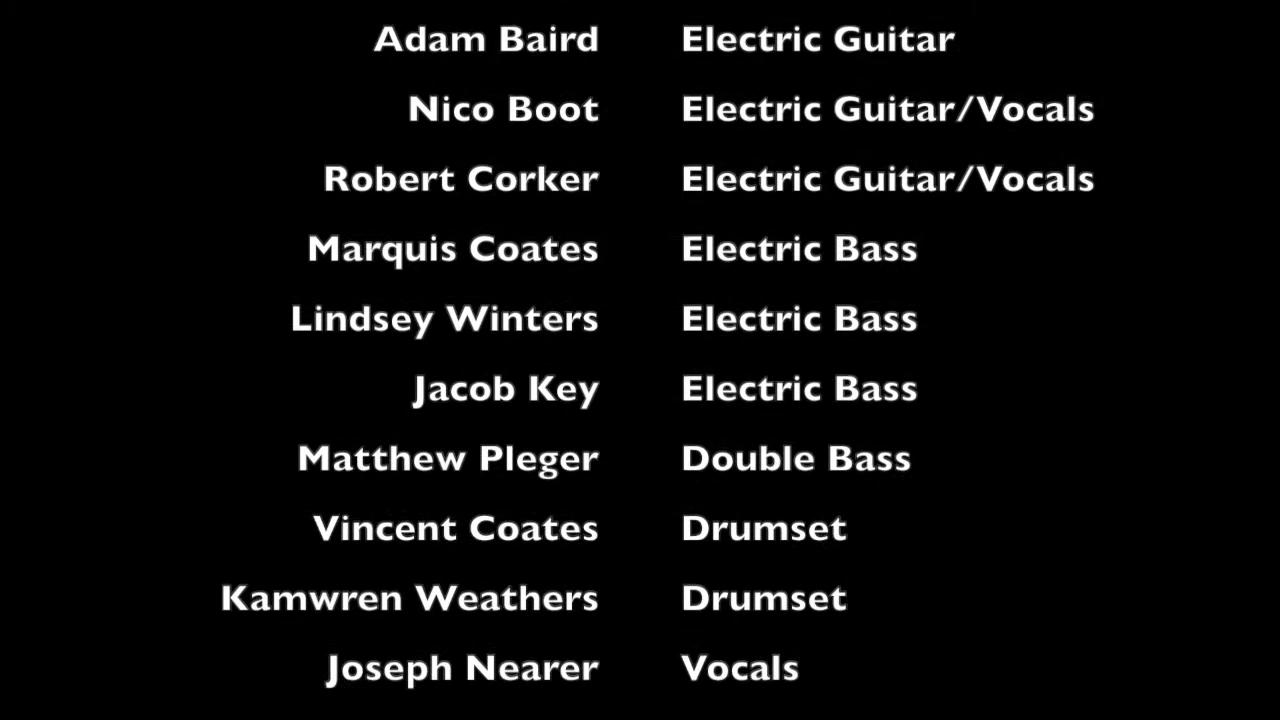 Adam Baird Electric Guitar
Nico Boot Electric Guitar/Vocals
Robert Corker Electric Guitar/Vocals
Marquis Coates Electric Bass
Lindsey Winters Electric Bass
Jacob Key Electric Bass
Matthew Pleger Double Bass
Vincent Coates Drumset
Kamwren Weathers Drumset
Joseph Nearer Vocals